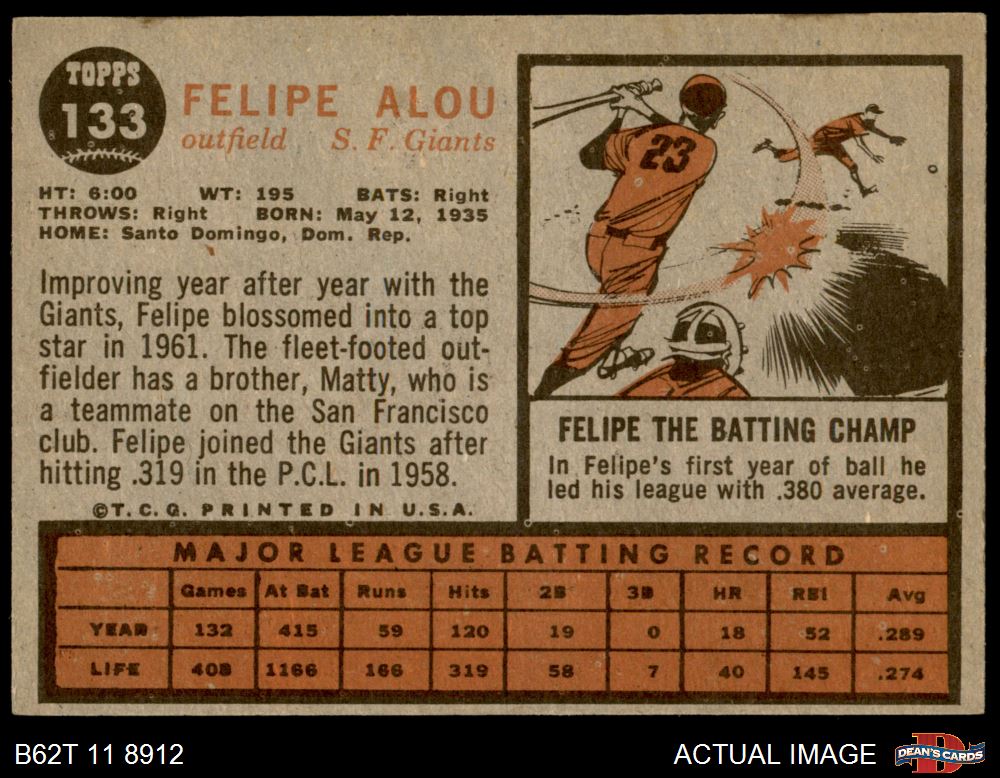 TOPPS
133
FELIPE ALOU
outfield S. F. Giants
HT: 6:00 WT: 195 BATS: Right
THROWS: Right BORN: May 12, 1935
HOME: Santo Domingo, Dom. Rep.
Improving year after year with the
Giants, Felipe blossomed into a top
star in 1961. The fleet-footed out-
fielder has a brother, Matty, who is
a teammate on the San Francisco
club. Felipe joined the Giants after
hitting .319 in the P.C.L. in 1958.
©T. C. G. PRINTED IN U.S.A.
23
FELIPE THE BATTING CHAMP
In Felipe's first year of ball he
led his league with .380 average.
MAJOR LEAGUE BATTING RECORD
Games At Bat Runs Hits 2B 3B HR RBI Avg
YEAR 132 415 59 120 19 0 18 52 .289
LIFE 408 1166 166 319 58 7 40 145 .274
B62T 11 8912
ACTUAL IMAGE
DEAN'S CARDS